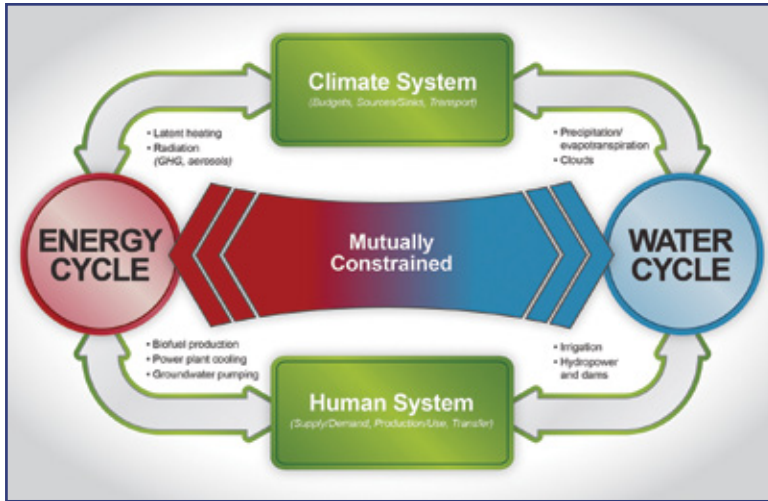 Climate System
(Budgets, Sources/Sinks, Transport)
• Latent heating
• Radiation
(GHG, aerosols)
• Precipitation/
evapotranspiration
• Clouds
ENERGY
CYCLE
Mutually
Constrained
WATER
CYCLE
• Biofuel production
• Power plant cooling
• Groundwater pumping
• Irrigation
• Hydropower
and dams
Human System
(Supply/Demand, Production/Use, Transfer)